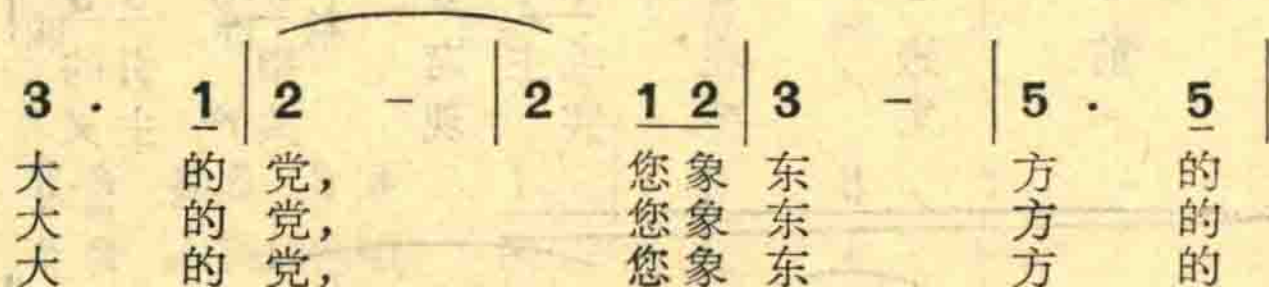 3 · 1 | 2 - | 2 1 2 | 3 - | 5 · 5 |
大 的 党， 您 象 东 方 的
大 的 党， 您 象 东 方 的
大 的 党， 您 象 东 方 的